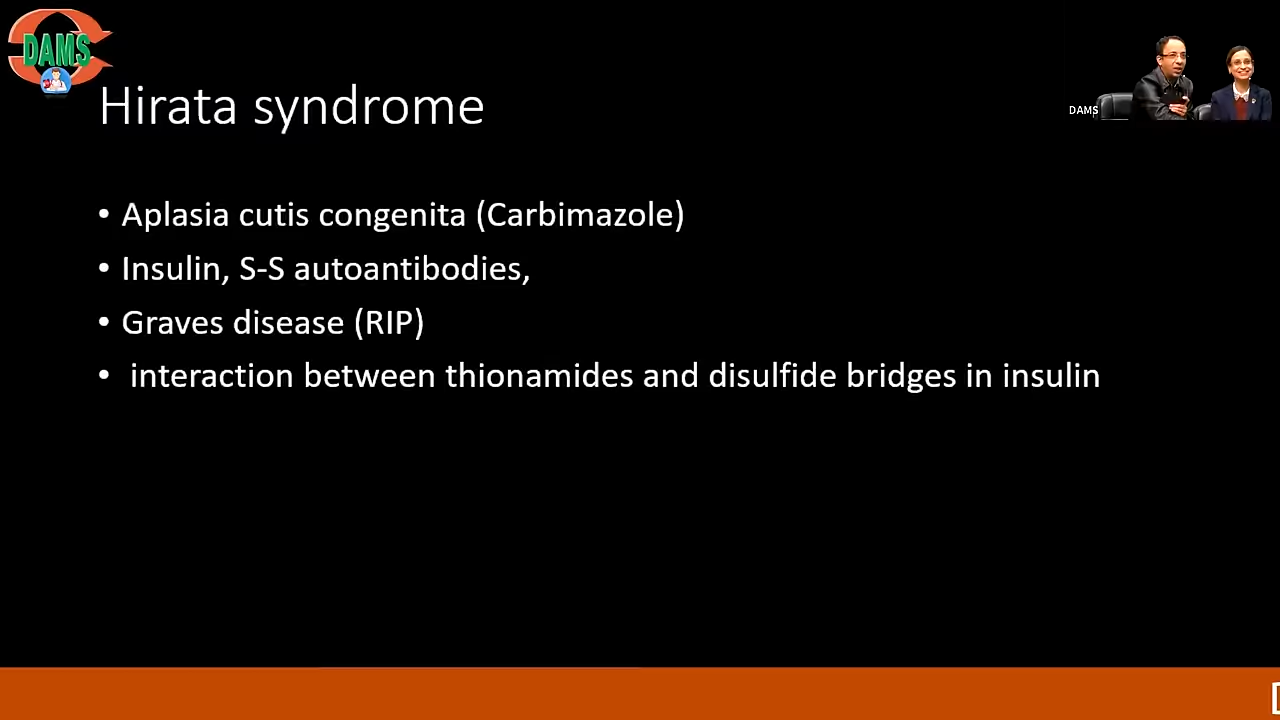 DAMS
DAMS
Hirata syndrome
• Aplasia cutis congenita (Carbimazole)
• Insulin, S-S autoantibodies,
• Graves disease (RIP)
• interaction between thionamides and disulfide bridges in insulin